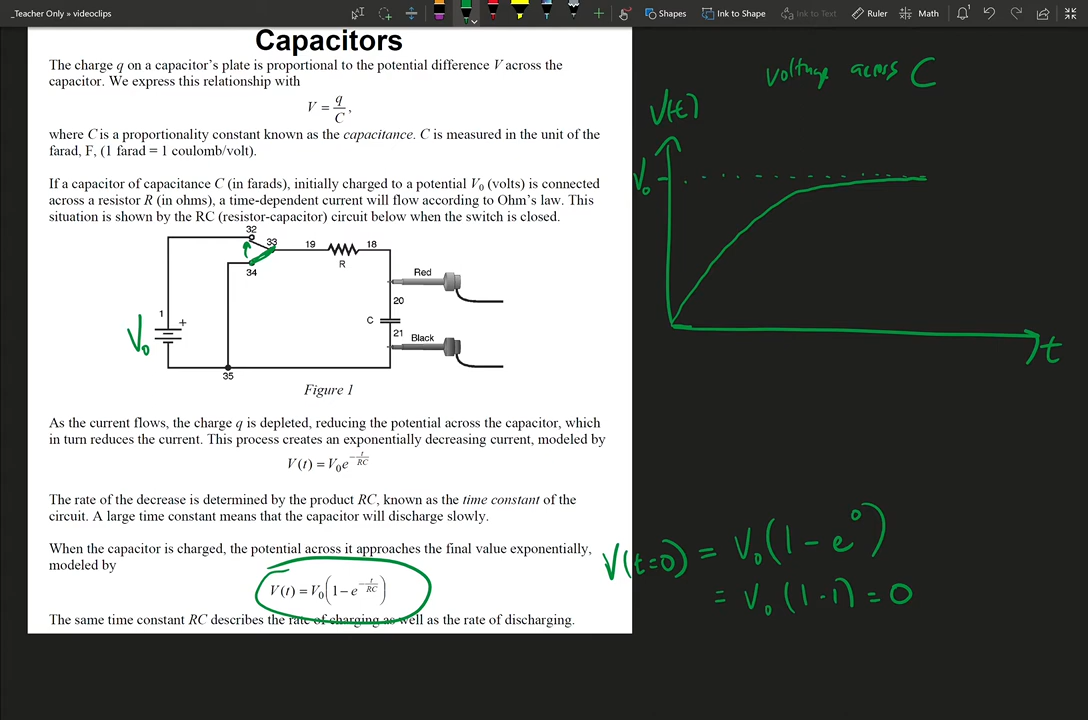 _Teacher Only » videoclips
Shapes
Ink to Shape
Ink to Text
Ruler
Math
Capacitors
The charge q on a capacitor's plate is proportional to the potential difference V across the
capacitor. We express this relationship with
V = q/C,
where C is a proportionality constant known as the capacitance. C is measured in the unit of the
farad, F, (1 farad = 1 coulomb/volt).
If a capacitor of capacitance C (in farads), initially charged to a potential V₀ (volts) is connected
across a resistor R (in ohms), a time-dependent current will flow according to Ohm's law. This
situation is shown by the RC (resistor-capacitor) circuit below when the switch is closed.
32
33
19
18
34
R
Red
20
1
+
C
21
Black
V₀
35
Figure 1
As the current flows, the charge q is depleted, reducing the potential across the capacitor, which
in turn reduces the current. This process creates an exponentially decreasing current, modeled by
V(t) = V₀e^(-t/RC)
The rate of the decrease is determined by the product RC, known as the time constant of the
circuit. A large time constant means that the capacitor will discharge slowly.
When the capacitor is charged, the potential across it approaches the final value exponentially,
modeled by
V(t) = V₀(1 - e^(-t/RC))
The same time constant RC describes the rate of charging as well as the rate of discharging.
voltage across C
V(t)
V₀
t
V(t=0) = V₀(1 - e⁰)
= V₀(1-1) = 0